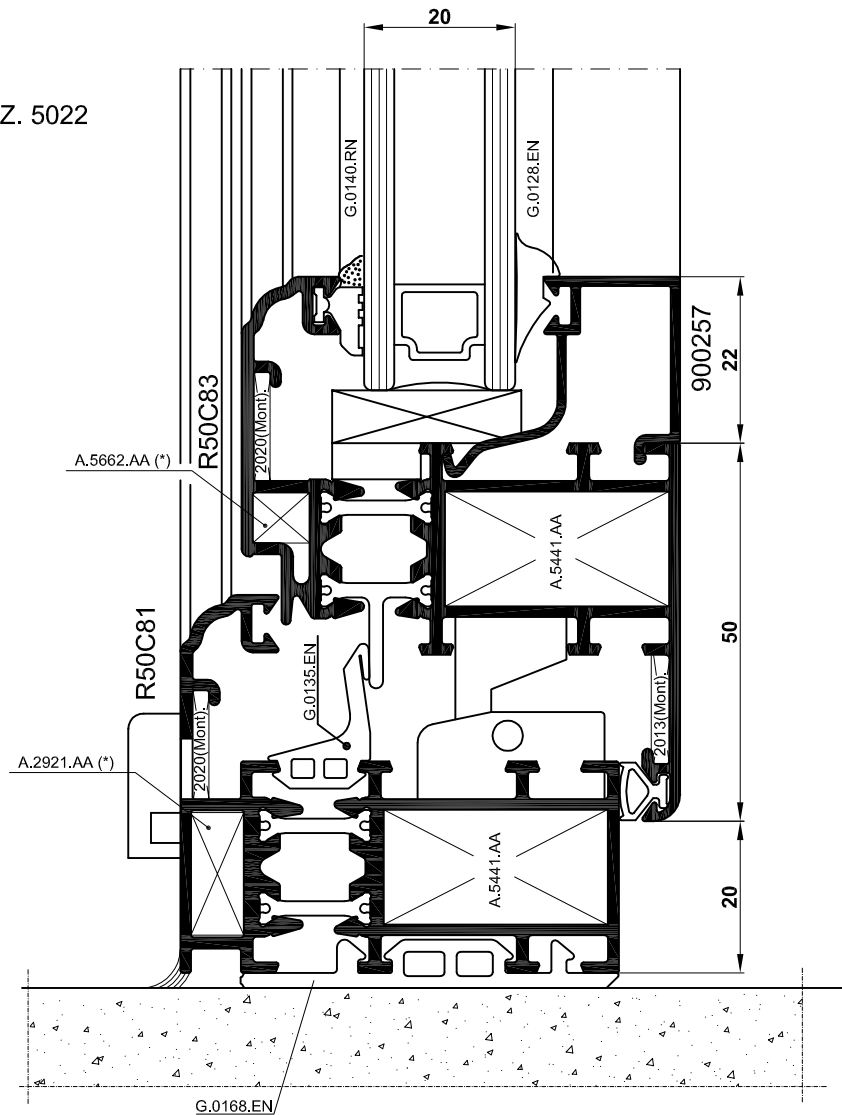 20
Z. 5022
G.0140.RN
G.0128.EN
900257
22
R50C83
2020(Mont).
A.5662.AA (*)
A.5441.AA
50
R50C81
G.0135.EN
2020(Mont).
2013(Mont).
A.2921.AA (*)
A.5441.AA
20
G.0168.EN